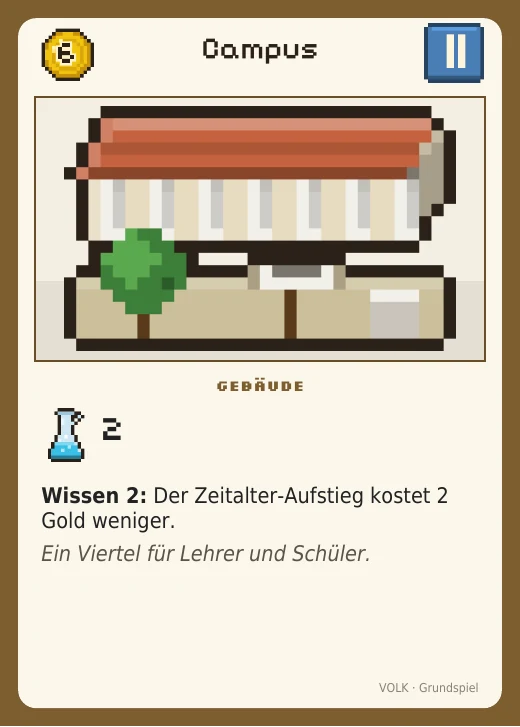 Campus
II
GEBÄUDE
2
Wissen 2: Der Zeitalter-Aufstieg kostet 2
Gold weniger.
Ein Viertel für Lehrer und Schüler.
VOLK · Grundspiel